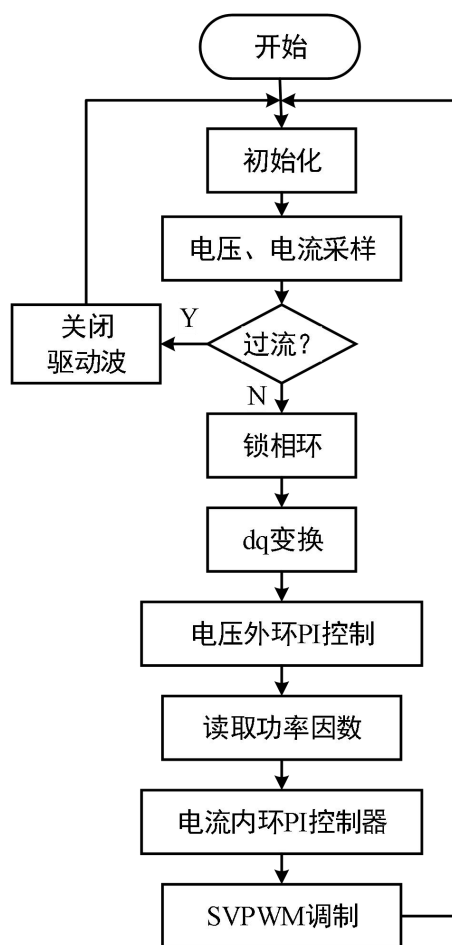 开始
初始化
电压、电流采样
过流?
Y
关闭
驱动波
N
锁相环
dq变换
电压外环PI控制
读取功率因数
电流内环PI控制器
SVPWM调制